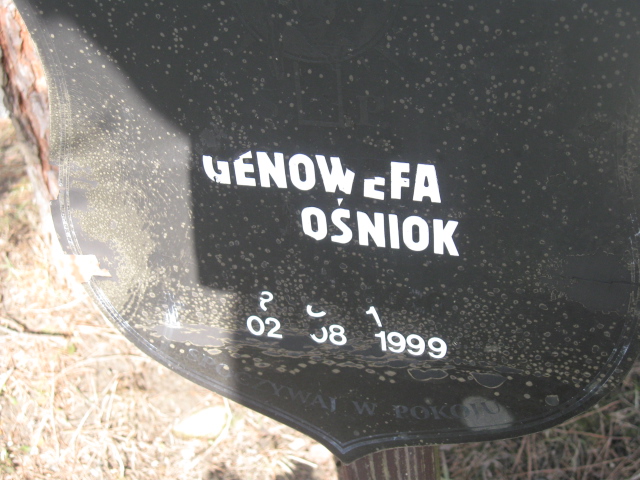 GENOWEFA
OŚNIOK
02 08 1999
W POKOJU